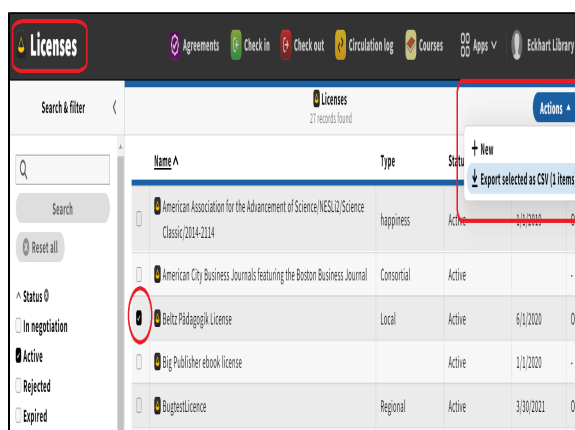 Licenses
Agreements
Check in
Check out
Circulation log
Courses
Apps
Eckhart Library
Search & filter
Licenses
27 records found
Actions
New
Export selected as CSV (1 items
Name
Type
Statu
Search
Reset all
Status
In negotiation
Active
Rejected
Expired
American Association for the Advancement of Science/NESLi2/Science
Classic/2014-2114
happiness
Active
1/1/2019
American City Business Journals featuring the Boston Business Journal
Consortial
Active
-
Beltz Pädagogik License
Local
Active
6/1/2020
O
Big Publisher ebook license
Active
1/1/2020
-
BugtestLicence
Regional
Active
3/30/2021
O